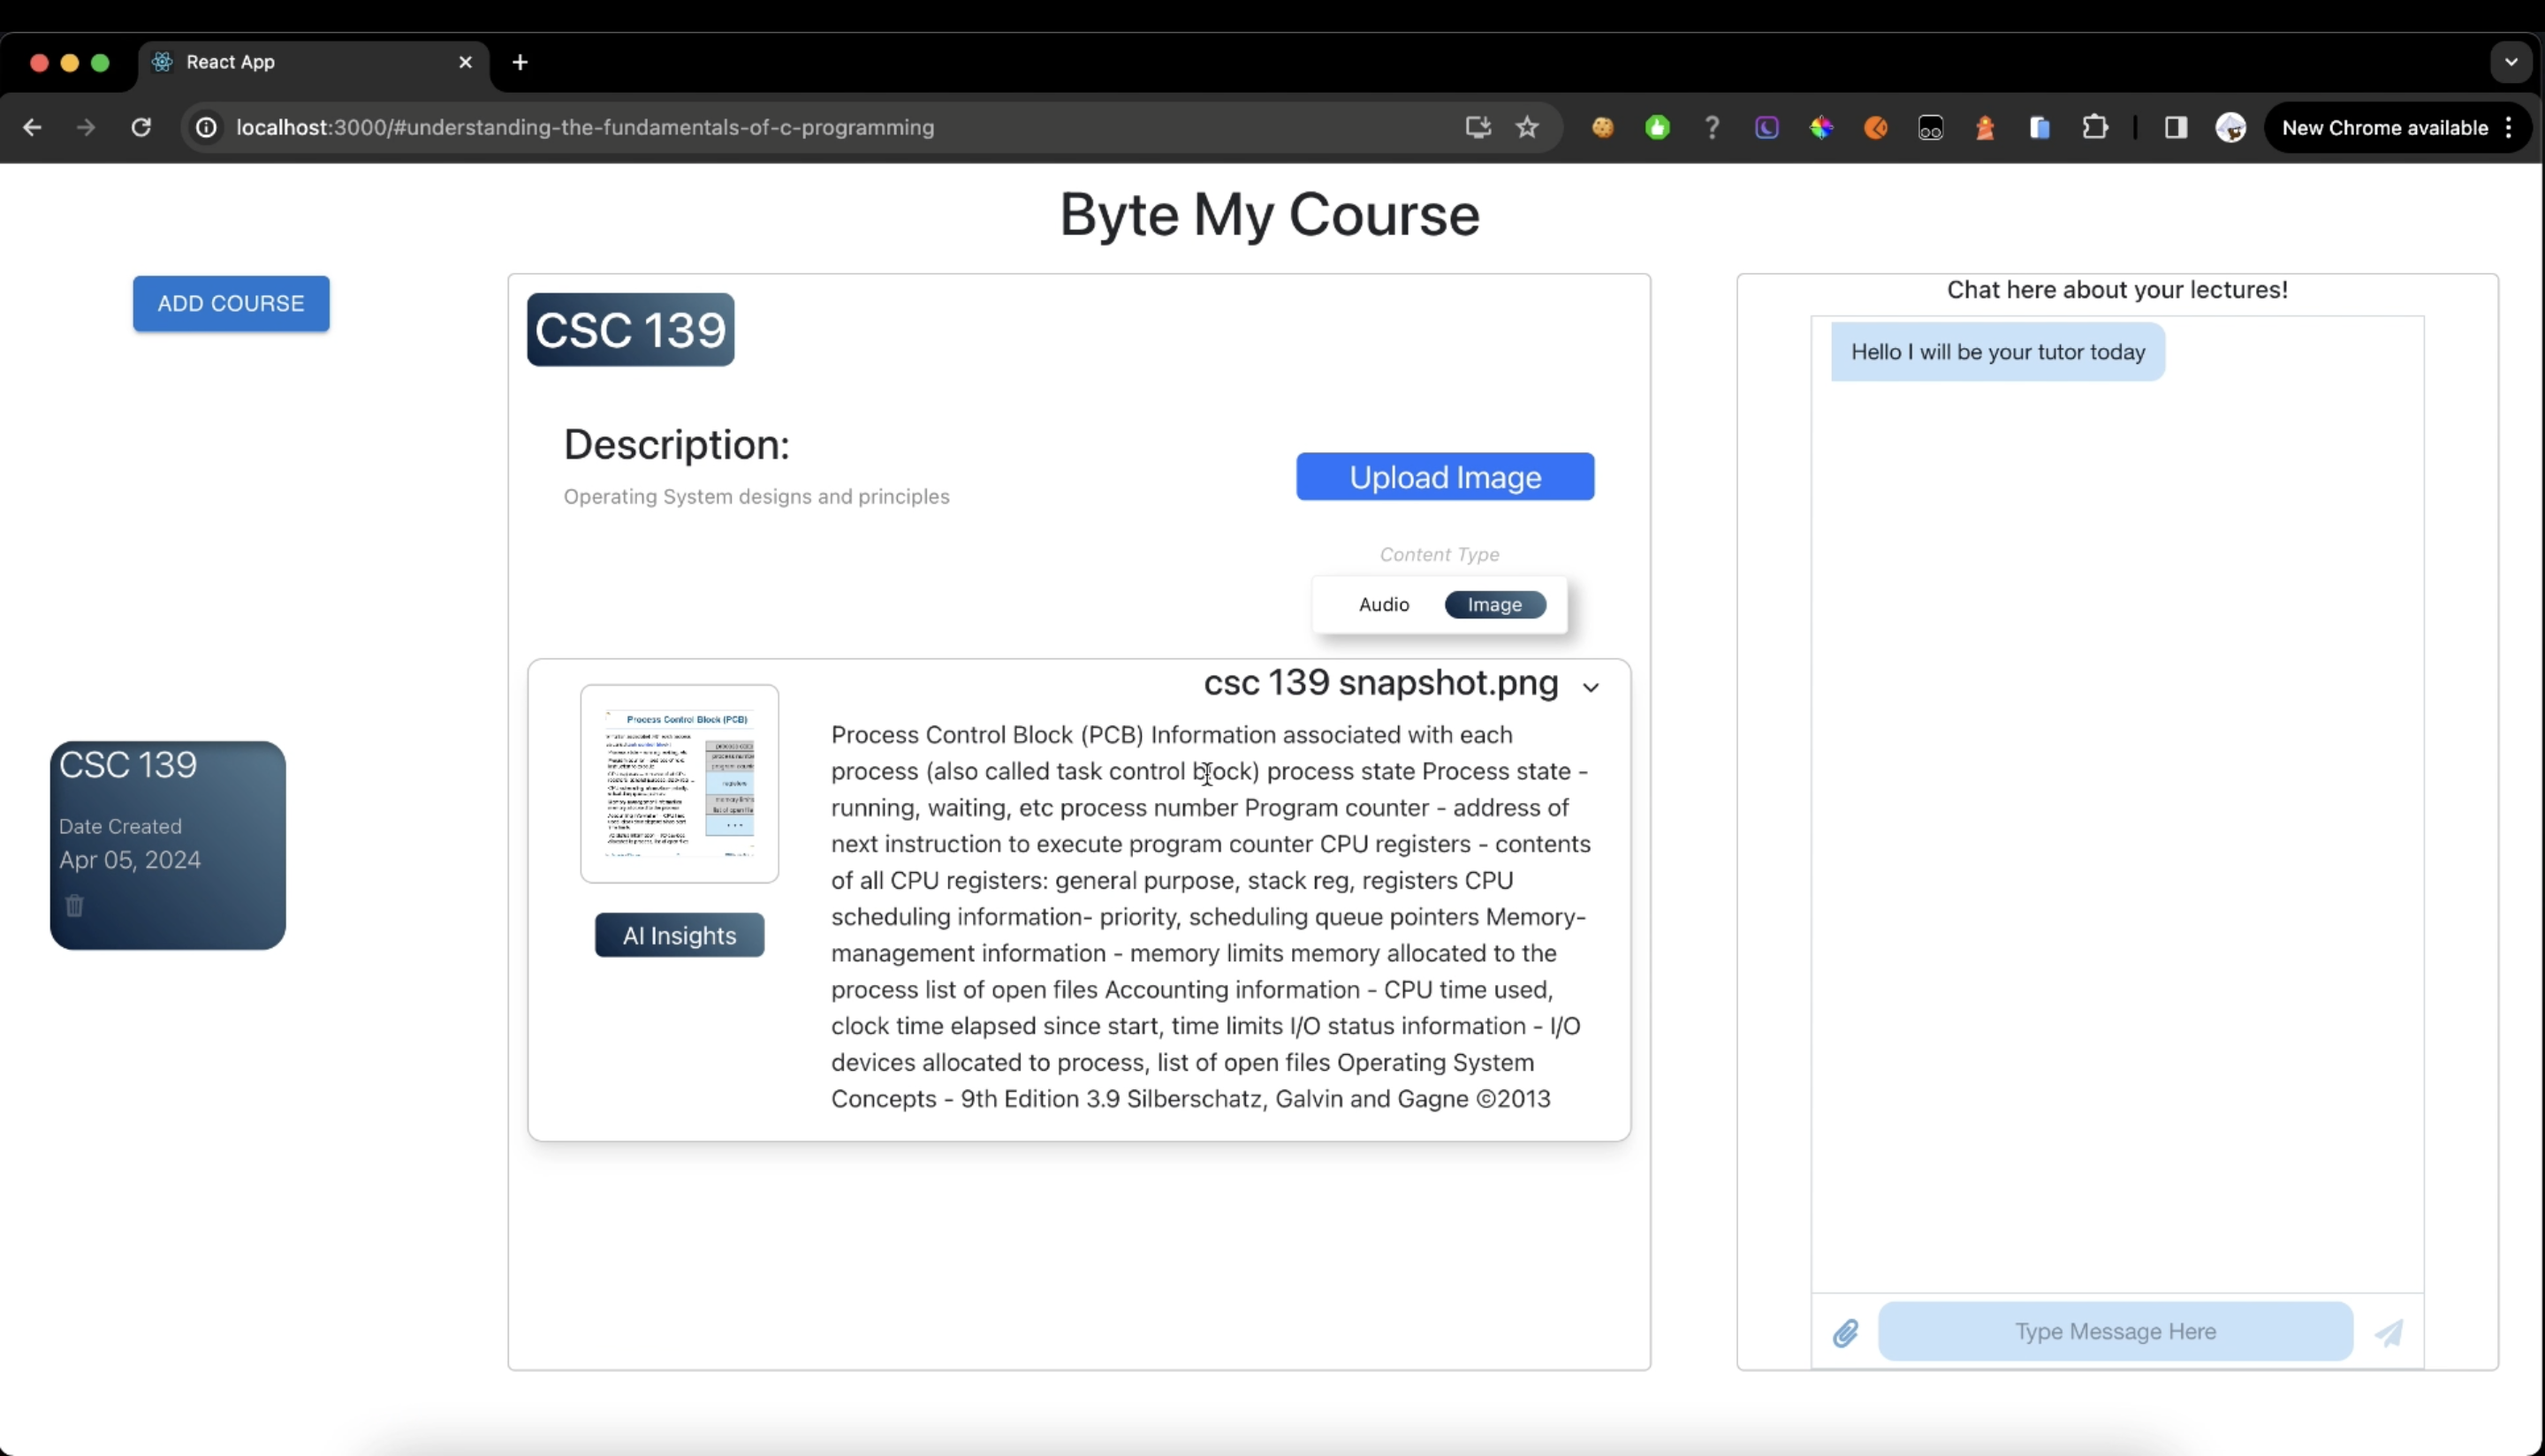 React App
localhost:3000/#understanding-the-fundamentals-of-c-programming
New Chrome available
Byte My Course
ADD COURSE
CSC 139
Date Created
Apr 05, 2024
CSC 139
Description:
Operating System designs and principles
Upload Image
Content Type
Audio
Image
csc 139 snapshot.png
Process Control Block (PCB)
AI Insights
Process Control Block (PCB) Information associated with each
process (also called task control block) process state Process state -
running, waiting, etc process number Program counter - address of
next instruction to execute program counter CPU registers - contents
of all CPU registers: general purpose, stack reg, registers CPU
scheduling information- priority, scheduling queue pointers Memory-
management information - memory limits memory allocated to the
process list of open files Accounting information - CPU time used,
clock time elapsed since start, time limits I/O status information - I/O
devices allocated to process, list of open files Operating System
Concepts - 9th Edition 3.9 Silberschatz, Galvin and Gagne ©2013
Chat here about your lectures!
Hello I will be your tutor today
Type Message Here